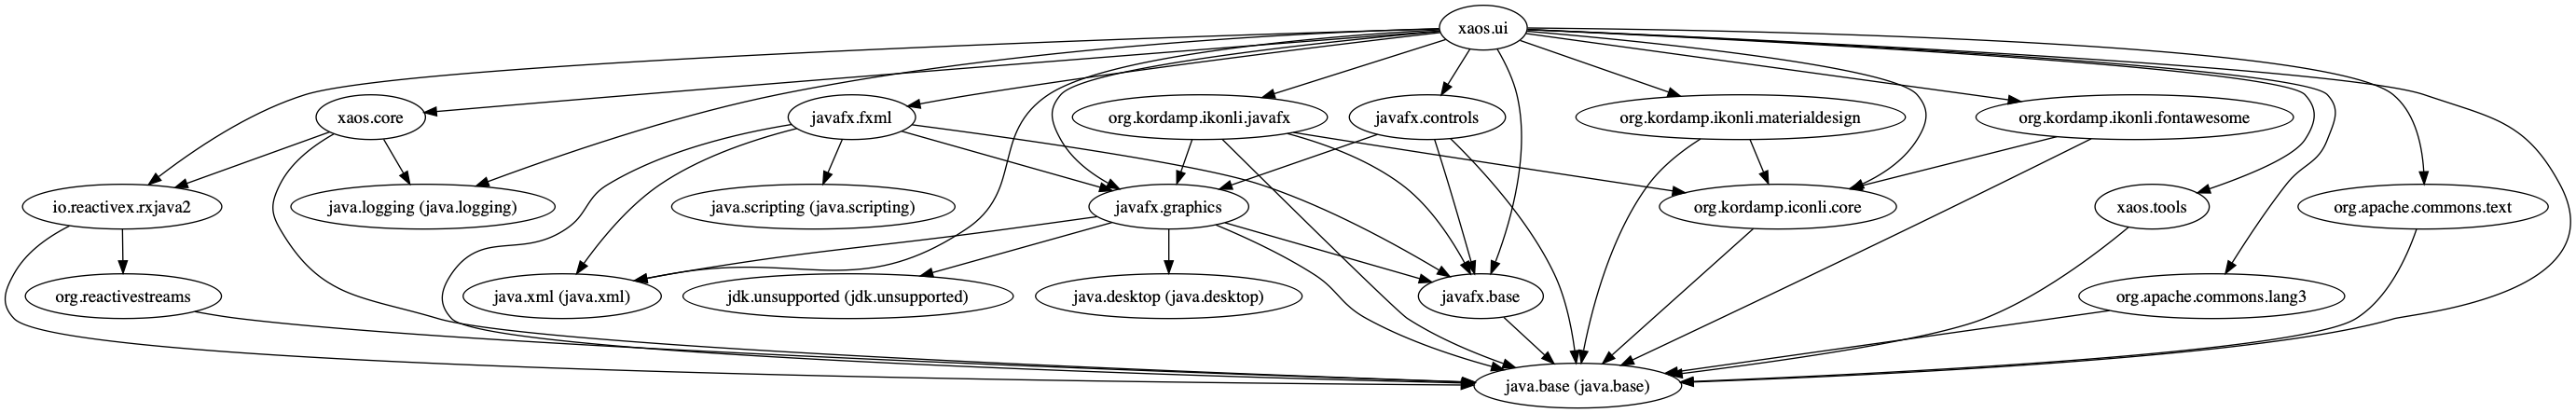 xaos.ui
xaos.core
javafx.fxml
org.kordamp.ikonli.javafx
javafx.controls
org.kordamp.ikonli.materialdesign
org.kordamp.ikonli.fontawesome
io.reactivex.rxjava2
java.logging (java.logging)
java.scripting (java.scripting)
javafx.graphics
org.kordamp.iconli.core
xaos.tools
org.apache.commons.text
org.reactivestreams
java.xml (java.xml)
jdk.unsupported (jdk.unsupported)
java.desktop (java.desktop)
javafx.base
org.apache.commons.lang3
java.base (java.base)